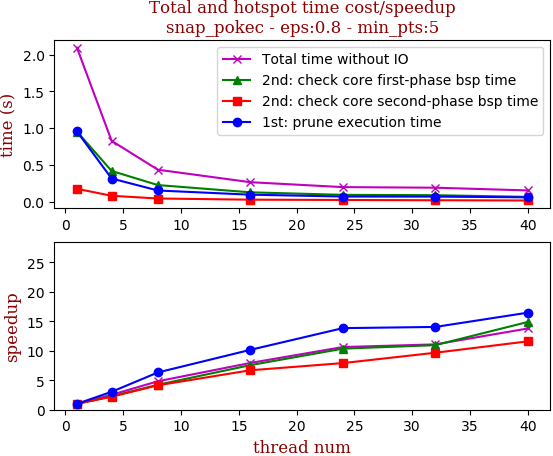 Total and hotspot time cost/speedup
snap_pokec - eps:0.8 - min_pts:5
time (s)
2.0
1.5
1.0
0.5
0.0
Total time without IO
2nd: check core first-phase bsp time
2nd: check core second-phase bsp time
1st: prune execution time
0 5 10 15 20 25 30 35 40
speedup
25
20
15
10
5
0
0 5 10 15 20 25 30 35 40
thread num